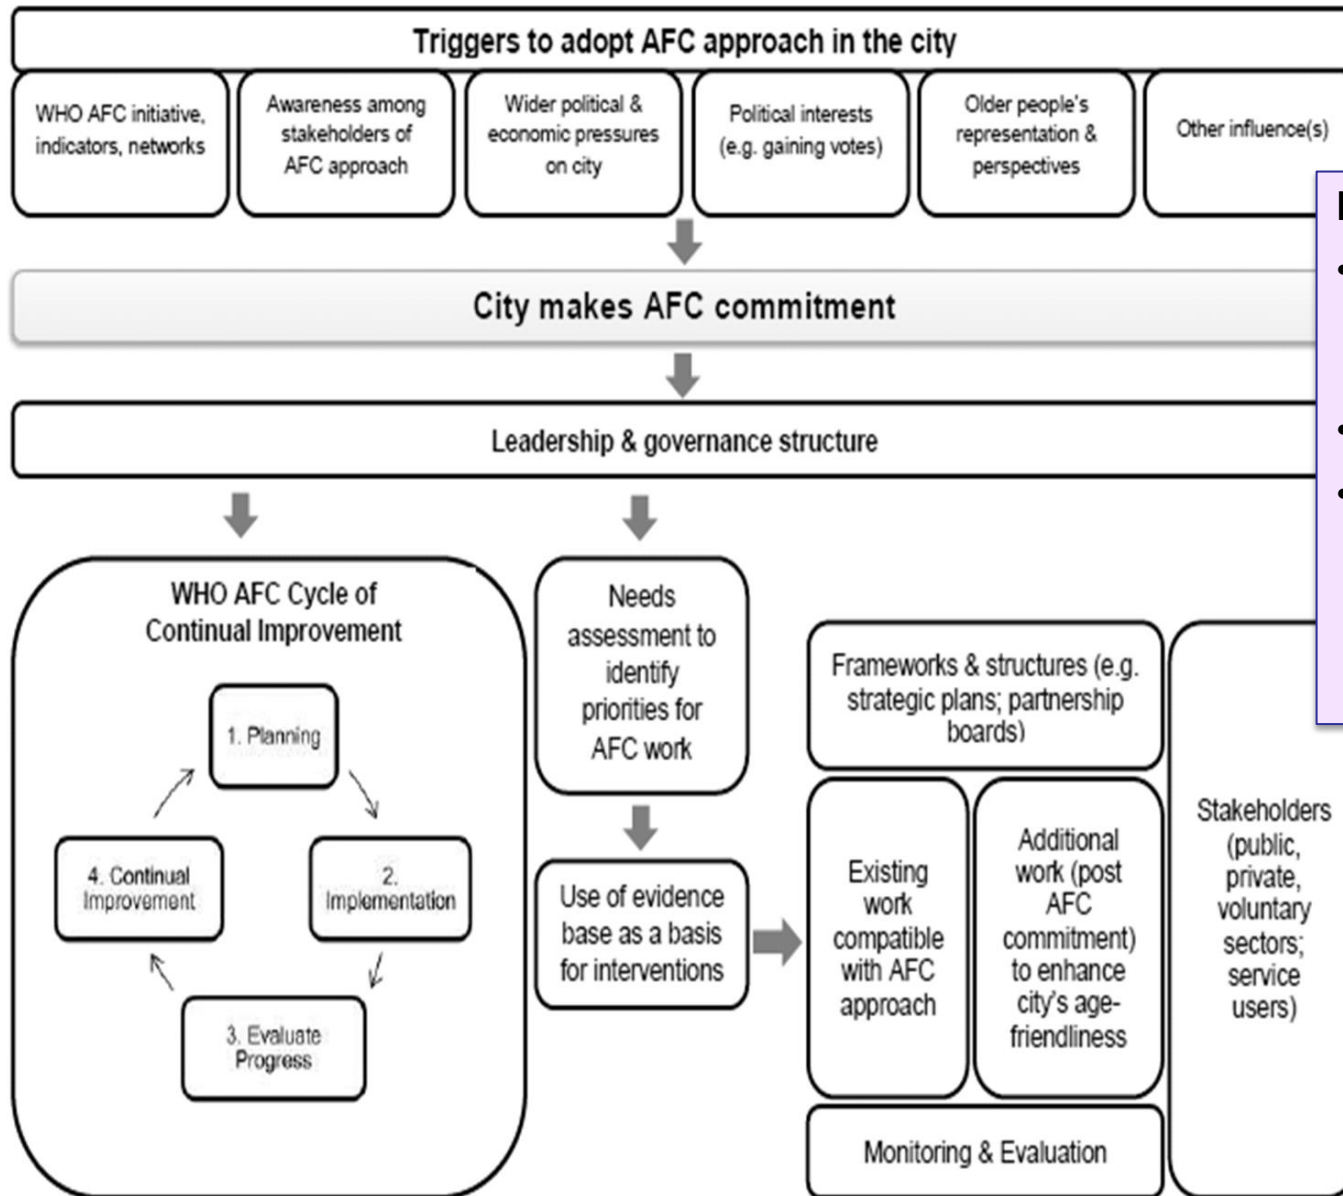 Triggers to adopt AFC approach in the city
WHO AFC initiative,
indicators, networks
Awareness among
stakeholders of
AFC approach
Wider political &
economic pressures
on city
Political interests
(e.g. gaining votes)
Older people's
representation &
perspectives
Other influence(s)
City makes AFC commitment
Leadership & governance structure
WHO AFC Cycle of
Continual Improvement
1. Planning
2.
Implementation
3. Evaluate
Progress
4. Continual
Improvement
Needs
assessment to
identify
priorities for
AFC work
Use of evidence
base as a basis
for interventions
Frameworks & structures (e.g.
strategic plans; partnership
boards)
Existing
work
compatible
with AFC
approach
Additional
work (post
AFC
commitment)
to enhance
city's age-
friendliness
Monitoring & Evaluation
Stakeholders
(public,
private,
voluntary
sectors;
service
users)